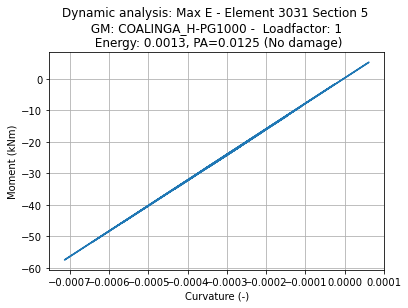 Dynamic analysis: Max E - Element 3031 Section 5
GM: COALINGA_H-PG1000 -  Loadfactor: 1
Energy: 0.0013, PA=0.0125 (No damage)
Moment (kNm)
0
−10
−20
−30
−40
−50
−60
−0.0007 −0.0006 −0.0005 −0.0004 −0.0003 −0.0002 −0.0001 0.0000 0.0001
Curvature (-)